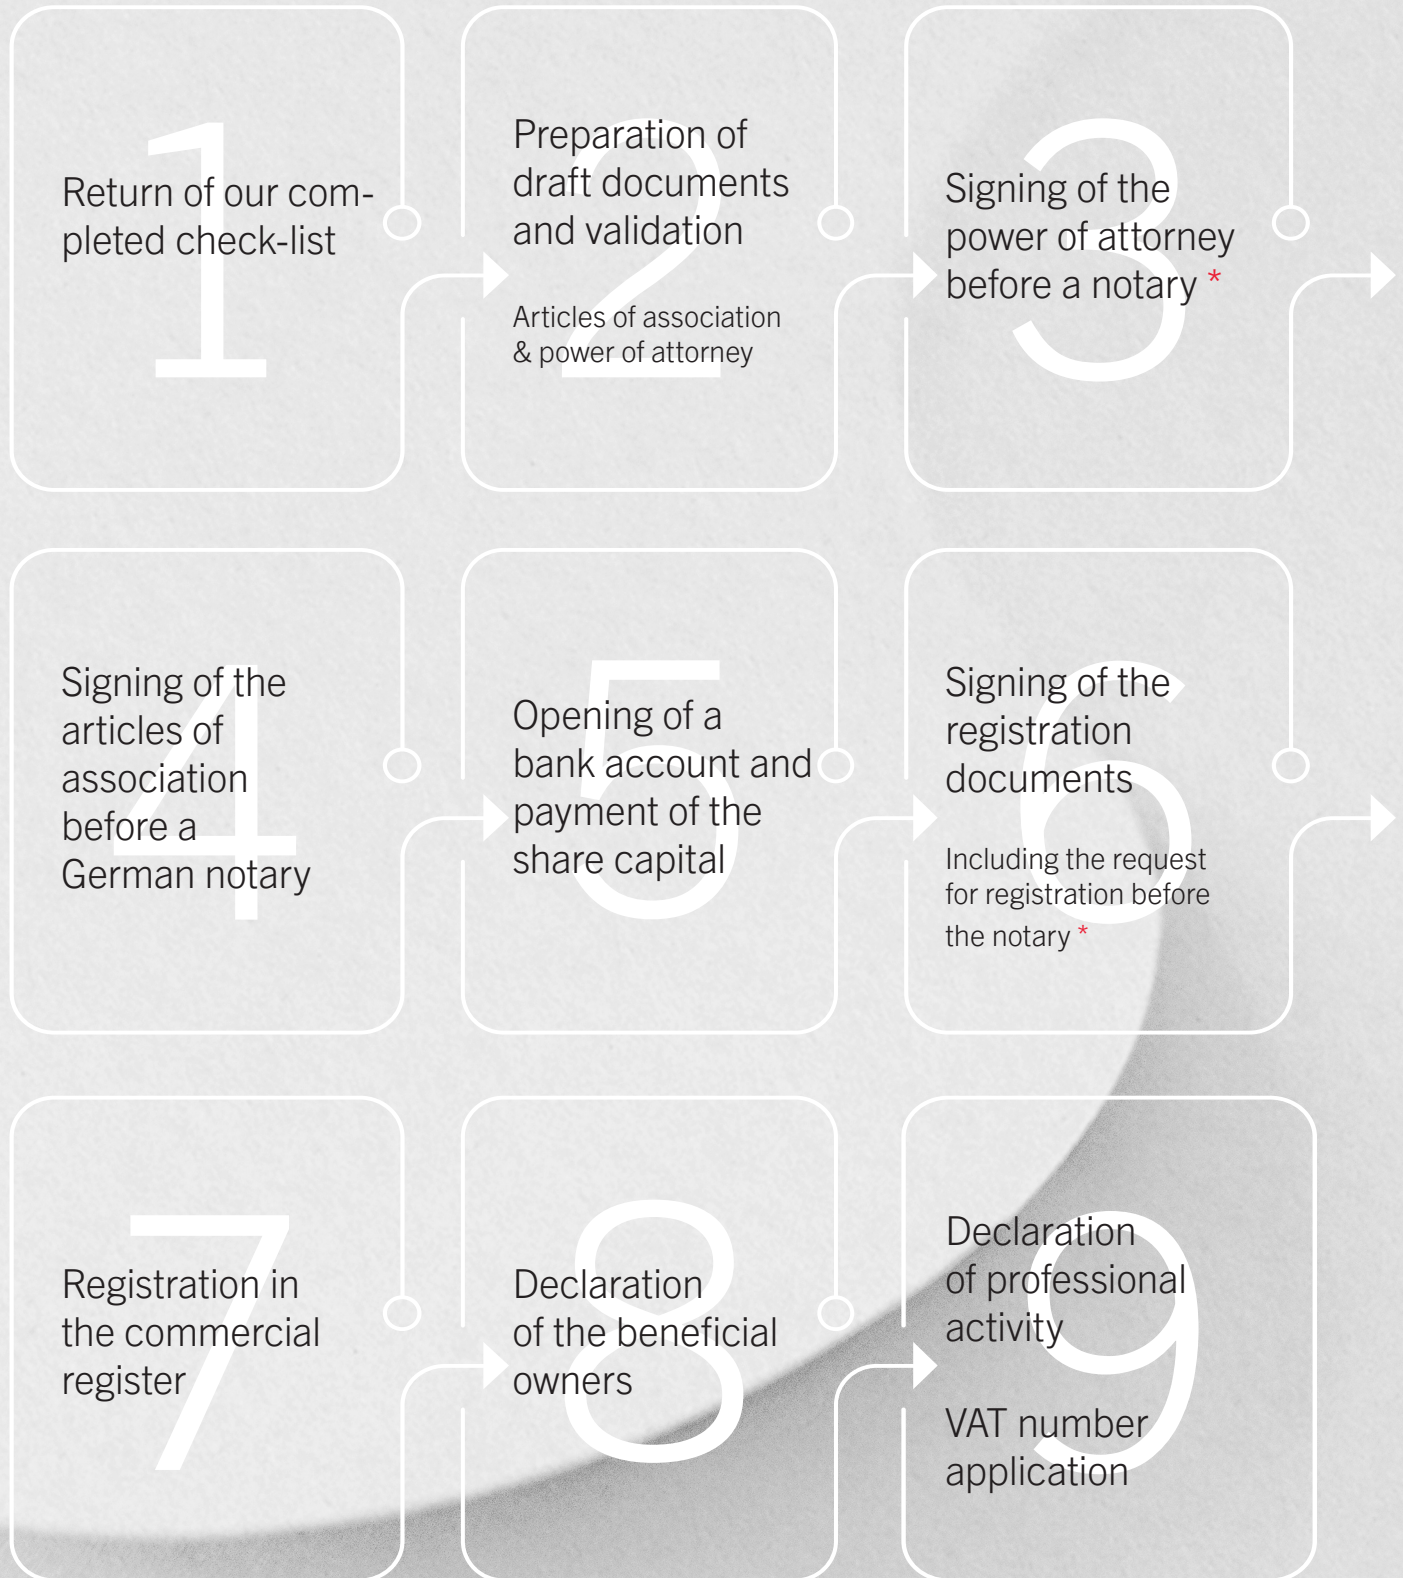 1
Return of our com-
pleted check-list
2
Preparation of
draft documents
and validation
Articles of association
& power of attorney
3
Signing of the
power of attorney
before a notary *
4
Signing of the
articles of
association
before a
German notary
5
Opening of a
bank account and
payment of the
share capital
6
Signing of the
registration
documents
Including the request
for registration before
the notary *
7
Registration in
the commercial
register
8
Declaration
of the beneficial
owners
9
Declaration
of professional
activity
VAT number
application